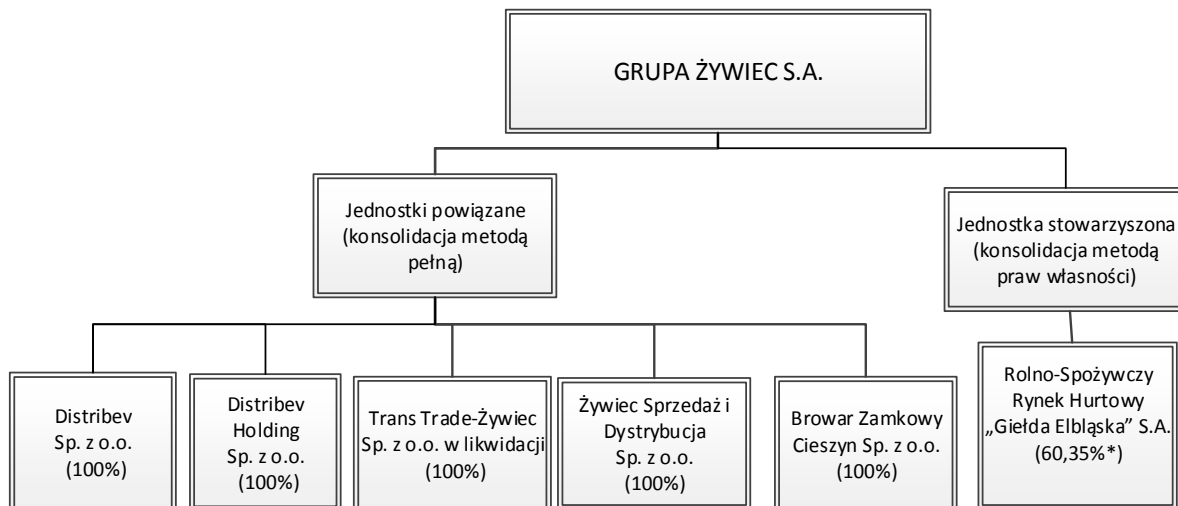 GRUPA ŻYWIEC S.A.
Jednostki powiązane
(konsolidacja metodą
pełną)
Jednostka stowarzyszona
(konsolidacja metodą
praw własności)
Distribev
Sp. z o.o.
(100%)
Distribev
Holding
Sp. z o.o.
(100%)
Trans Trade-Żywiec
Sp. z o.o. w likwidacji
(100%)
Żywiec Sprzedaż i
Dystrybucja
Sp. z o.o.
(100%)
Browar Zamkowy
Cieszyn Sp. z o.o.
(100%)
Rolno-Spożywczy
Rynek Hurtowy
„Giełda Elbląska” S.A.
(60,35%*)